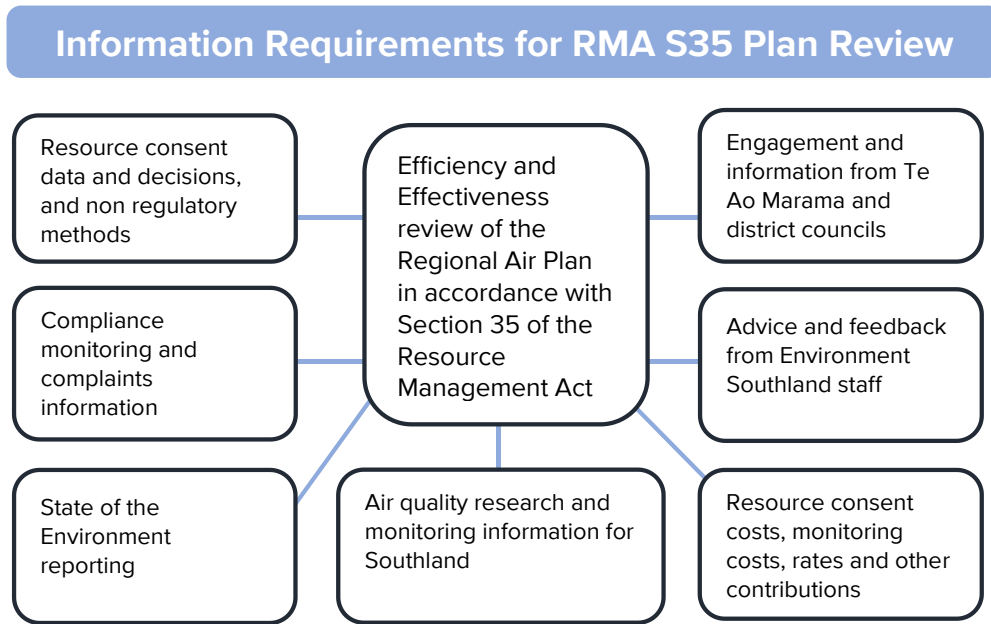 Information Requirements for RMA S35 Plan Review
Resource consent
data and decisions,
and non regulatory
methods
Efficiency and
Effectiveness
review of the
Regional Air Plan
in accordance with
Section 35 of the
Resource
Management Act
Engagement and
information from Te
Ao Marama and
district councils
Compliance
monitoring and
complaints
information
Advice and feedback
from Environment
Southland staff
State of the
Environment
reporting
Air quality research and
monitoring information for
Southland
Resource consent
costs, monitoring
costs, rates and other
contributions